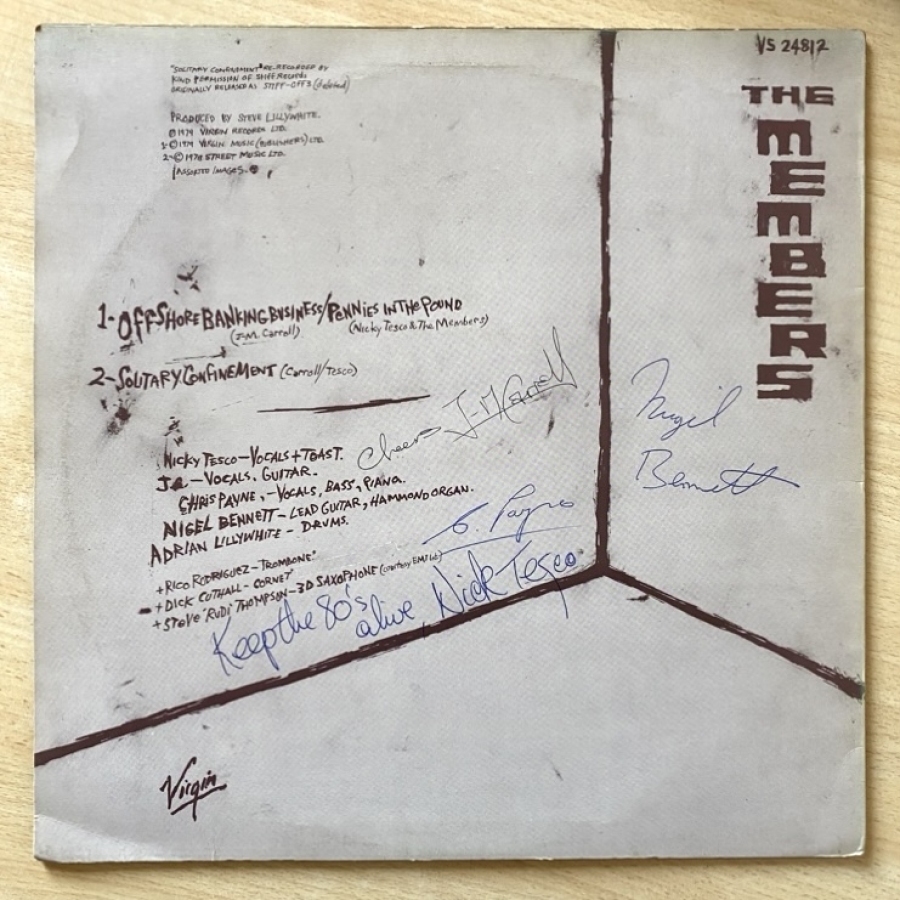 VS 24812
THE
MEMBERS
"SOLITARY CONFINEMENT" RE-RECORDED BY
KIND PERMISSION OF STIFF RECORDS
ORIGINALLY RELEASED AS STIFF-OFF3 (deleted)
PRODUCED BY STEVE LILLYWHITE.
℗1979 VIRGIN RECORDS LTD.
1-©1979 VIRGIN MUSIC (PUBLISHERS) LTD.
2-©1978 STREET MUSIC LTD.
ASSORTED IMAGES.
1-OFFSHORE BANKING BUSINESS/PENNIES IN THE POUND
(J-M. Carroll) (Nicky Tesco & The Members)
2-SOLITARY CONFINEMENT (Carroll/Tesco)
Cheers J-M Carroll
NICKY TESCO-VOCALS+TOAST.
J.C.-VOCALS, GUITAR.
CHRIS PAYNE,-VOCALS, BASS, PIANO.
NIGEL BENNETT-LEAD GUITAR, HAMMOND ORGAN.
ADRIAN LILLYWHITE-DRUMS.
Nigel
Bennett
C. Payne
+RICO RODRIGUEZ-TROMBONE*
+DICK CUTHALL-CORNET*
+STEVE 'RUDI' THOMPSON-3D SAXOPHONE (courtesy EMI Ltd)
Keep the 80's
alive Nick Tesco
Virgin